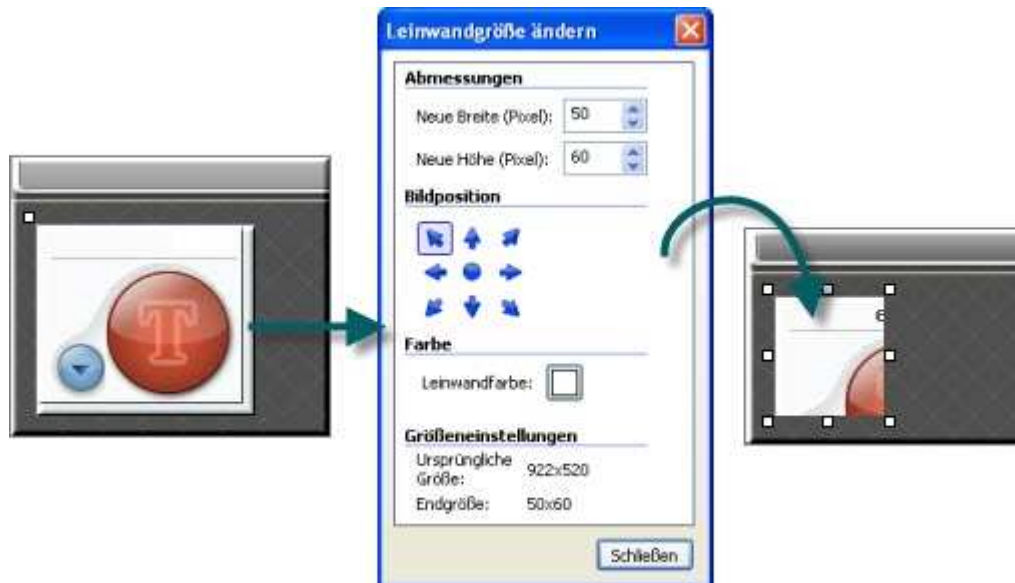 Leinwandgröße ändern
Abmessungen
Neue Breite (Pixel): 50
Neue Höhe (Pixel): 60
Bildposition
Farbe
Leinwandfarbe:
Größeneinstellungen
Ursprüngliche
Größe: 922x520
Endgröße: 50x60
Schließen
T